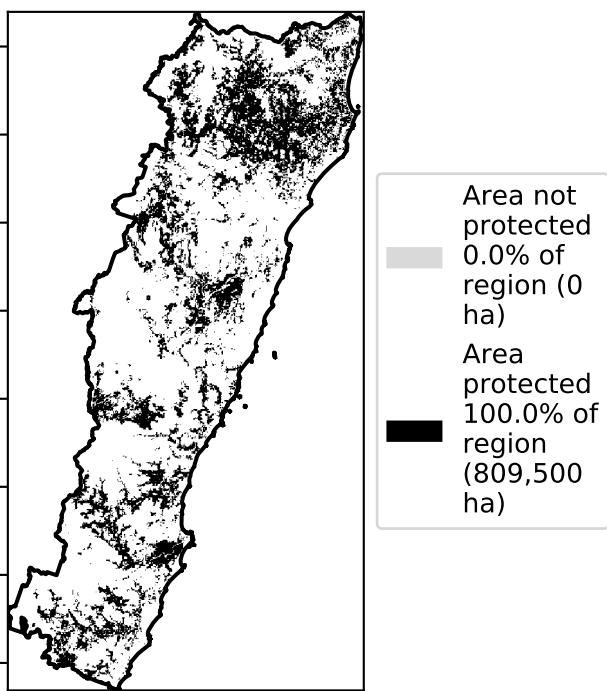 Area not
protected
0.0% of
region (0
ha)
Area
protected
100.0% of
region
(809,500
ha)